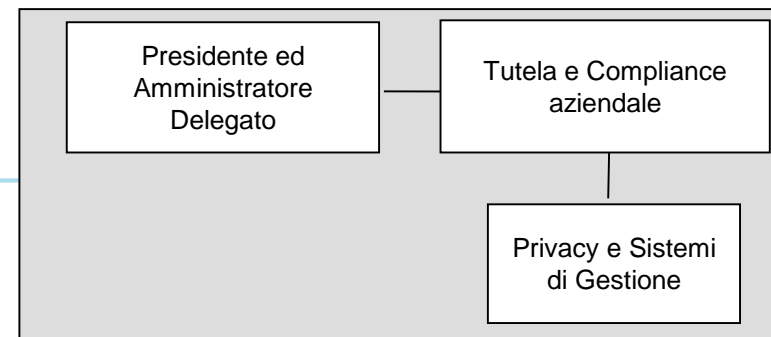 Presidente ed
Amministratore
Delegato
Tutela e Compliance
aziendale
Privacy e Sistemi
di Gestione